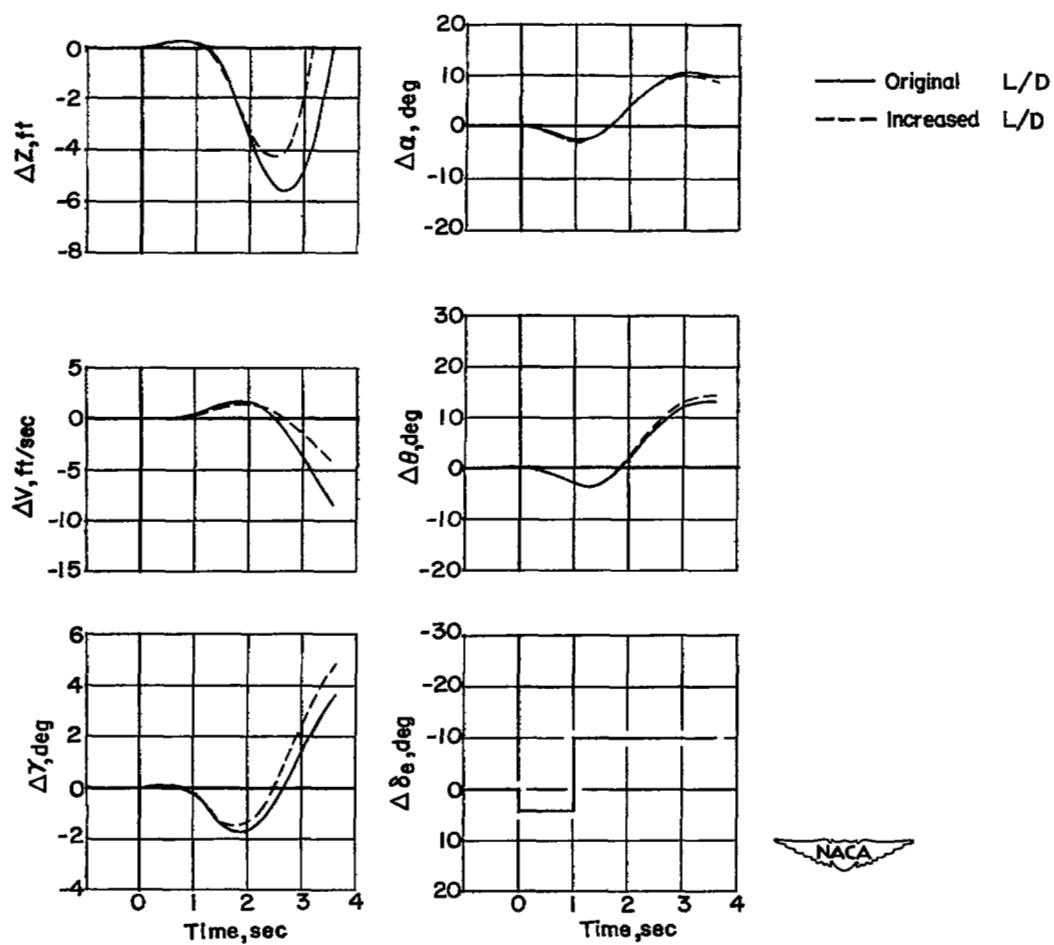 0
-2
-4
-6
-8
ΔZ,ft
20
10
0
-10
-20
Δα, deg
Original L/D
Increased L/D
5
0
-5
-10
-15
ΔV, ft/sec
30
20
10
0
-10
-20
Δθ,deg
6
4
2
0
-2
-4
Δγ,deg
0 1 2 3 4
Time,sec
-30
-20
-10
0
10
20
Δδe,deg
0 1 2 3 4
Time,sec
NACA